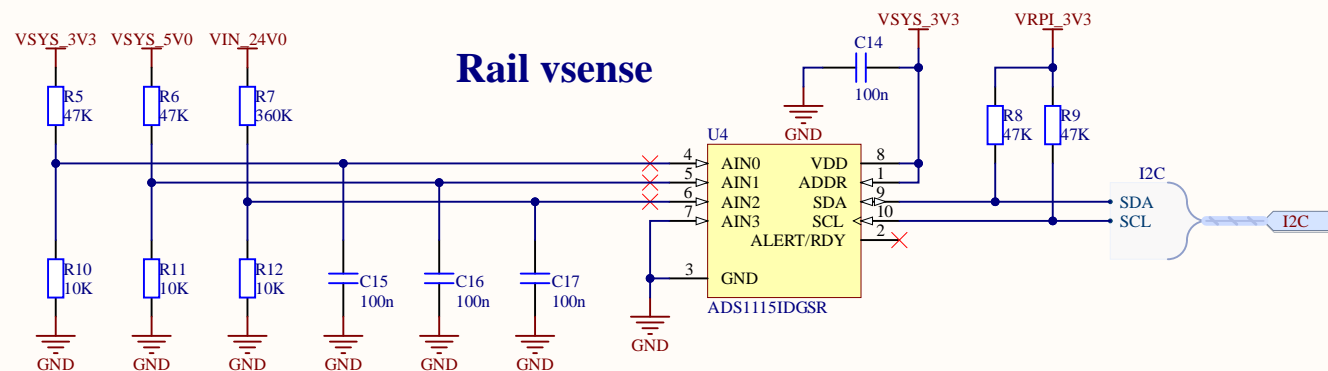 VSYS_3V3
VSYS_5V0
VIN_24V0
Rail vsense
VSYS_3V3
VRPI_3V3
C14
100n
GND
R5
47K
R6
47K
R7
360K
R8
47K
R9
47K
U4
4 AIN0
5 AIN1
6 AIN2
7 AIN3
3 GND
VDD 8
ADDR 1
SDA 9
SCL 10
ALERT/RDY 2
ADS1115IDGSR
I2C
SDA
SCL
I2C
R10
10K
R11
10K
R12
10K
C15
100n
C16
100n
C17
100n
GND
GND
GND
GND
GND
GND
GND